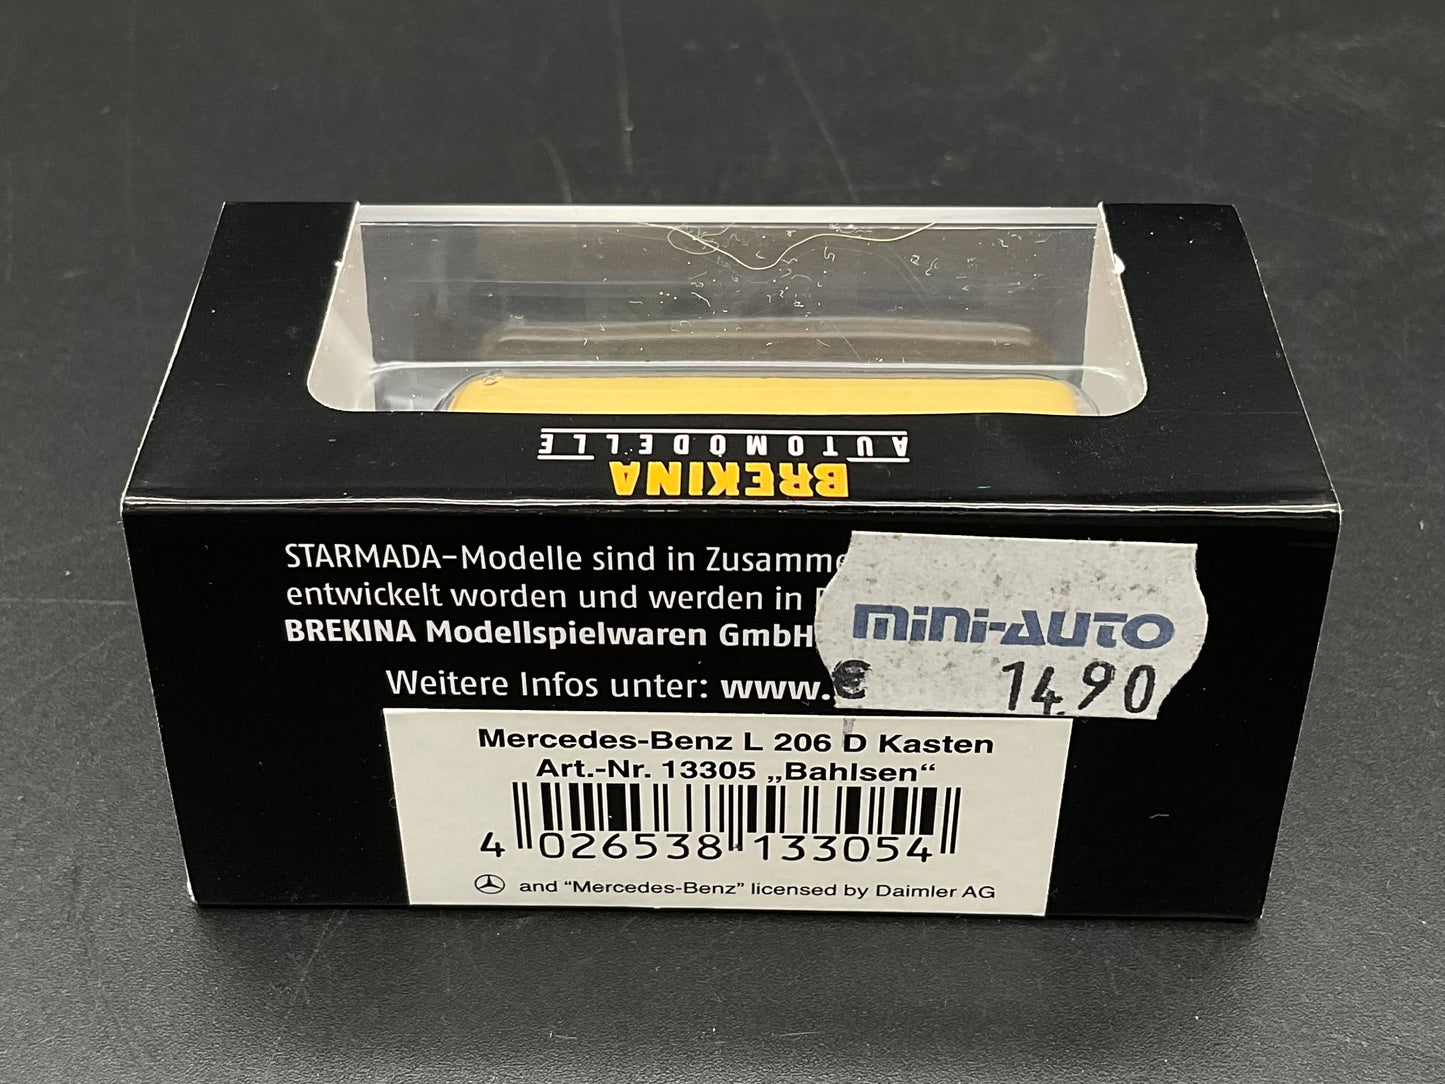 BREKINA
AUTOMODELLE
STARMADA-Modelle sind in
entwickelt worden und werden in
BREKINA Modellspielwaren GmbH
Weitere Infos unter: www.
mini-AUTO
€ 14,90
Mercedes-Benz L 206 D Kasten
Art.-Nr. 13305 „Bahlsen“
4 026538 133054
and "Mercedes-Benz" licensed by Daimler AG